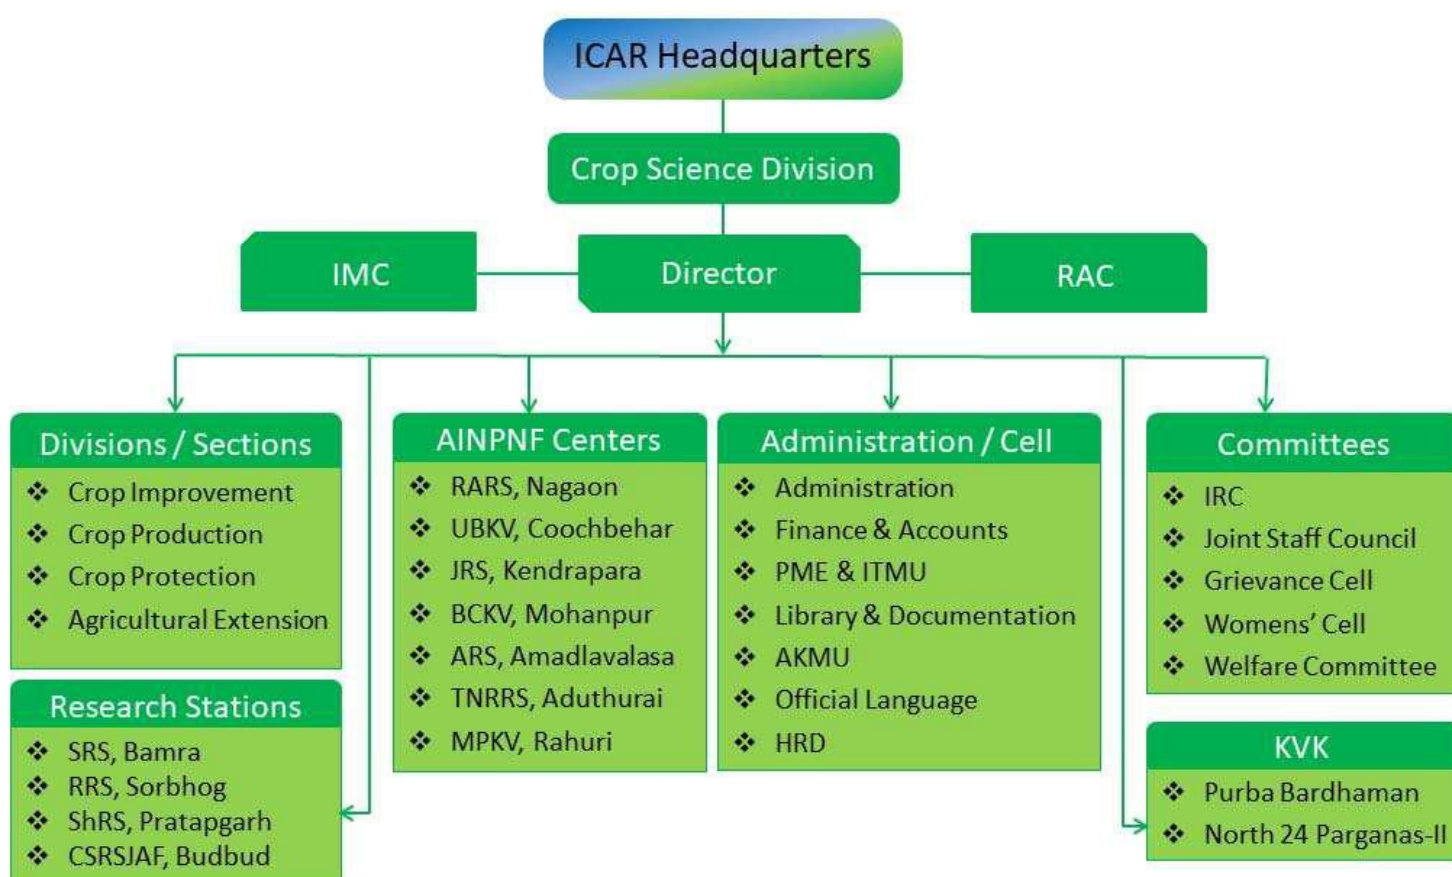 ICAR Headquarters
Crop Science Division
IMC
Director
RAC
Divisions / Sections
❖ Crop Improvement
❖ Crop Production
❖ Crop Protection
❖ Agricultural Extension
Research Stations
❖ SRS, Bamra
❖ RRS, Sorbhog
❖ ShRS, Pratapgarh
❖ CSRSJAF, Budbud
AINPNF Centers
❖ RARS, Nagaon
❖ UBKV, Coochbehar
❖ JRS, Kendrapara
❖ BCKV, Mohanpur
❖ ARS, Amadlavalasa
❖ TNRRS, Aduthurai
❖ MPKV, Rahuri
Administration / Cell
❖ Administration
❖ Finance & Accounts
❖ PME & ITMU
❖ Library & Documentation
❖ AKMU
❖ Official Language
❖ HRD
Committees
❖ IRC
❖ Joint Staff Council
❖ Grievance Cell
❖ Womens’ Cell
❖ Welfare Committee
KVK
❖ Purba Bardhaman
❖ North 24 Parganas-II